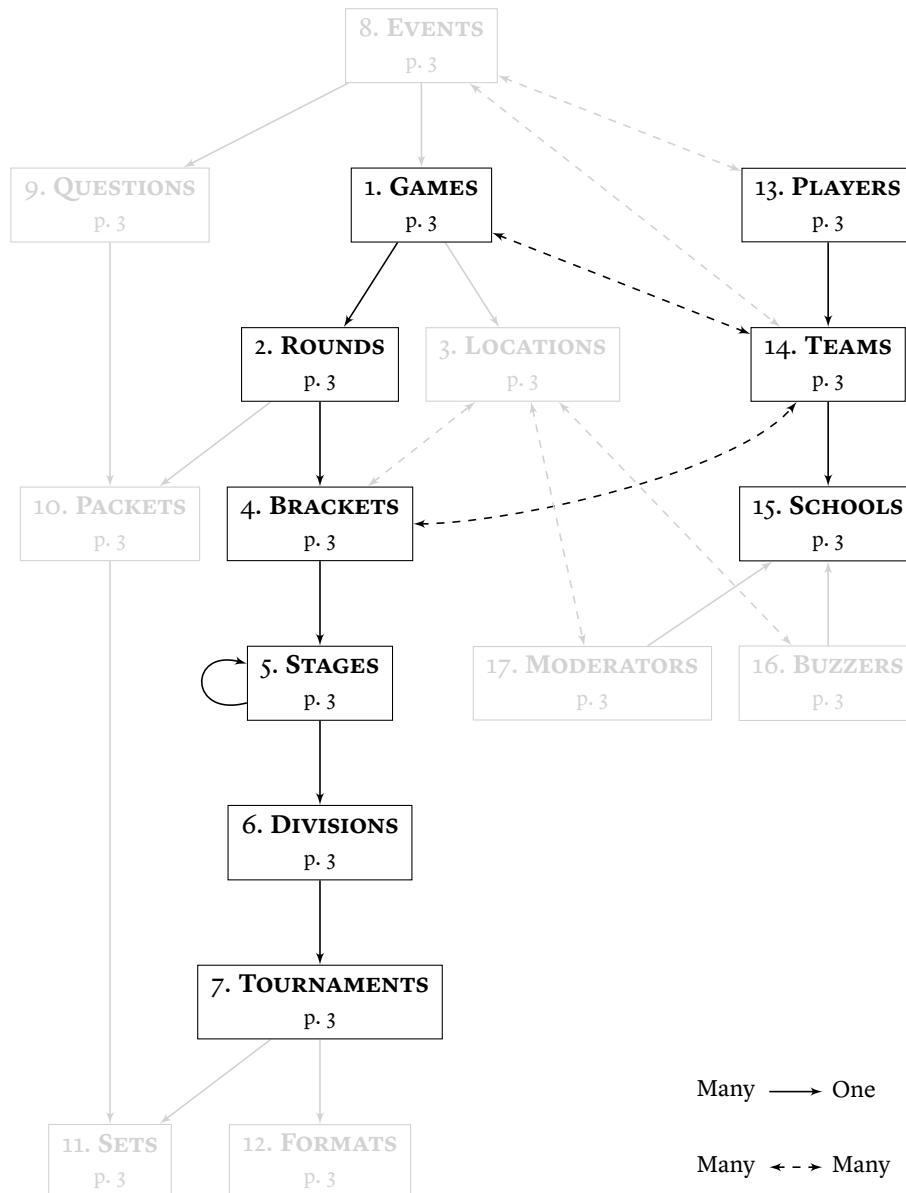 8. Events
p. 3
9. Questions
p. 3
1. Games
p. 3
13. Players
p. 3
2. Rounds
p. 3
3. Locations
p. 3
14. Teams
p. 3
10. Packets
p. 3
4. Brackets
p. 3
15. Schools
p. 3
5. Stages
p. 3
17. Moderators
p. 3
16. Buzzers
p. 3
6. Divisions
p. 3
7. Tournaments
p. 3
Many One
11. Sets
p. 3
12. Formats
p. 3
Many Many